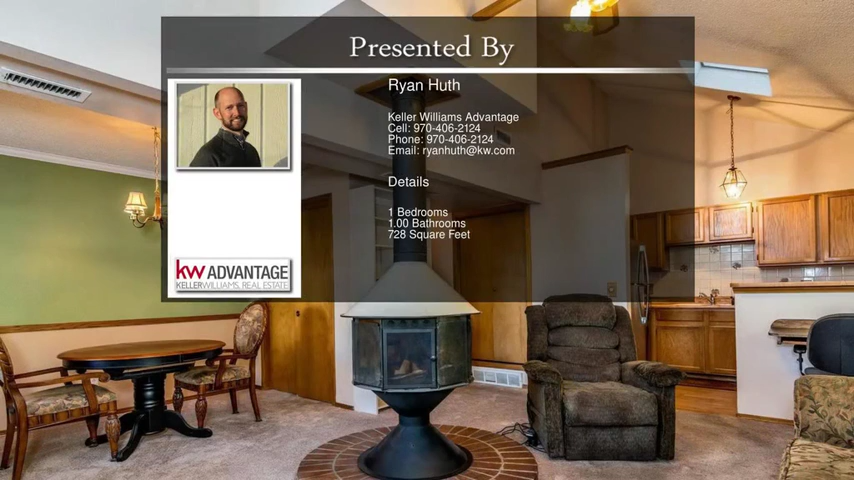 Presented By
Ryan Huth
Keller Williams Advantage
Cell: 970-406-2124
Phone: 970-406-2124
Email: ryanhuth@kw.com
Details
1 Bedrooms
1.00 Bathrooms
728 Square Feet
kw ADVANTAGE
KELLERWILLIAMS. REAL ESTATE